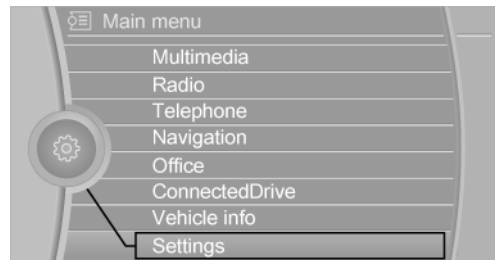 Main menu
Multimedia
Radio
Telephone
Navigation
Office
ConnectedDrive
Vehicle info
Settings